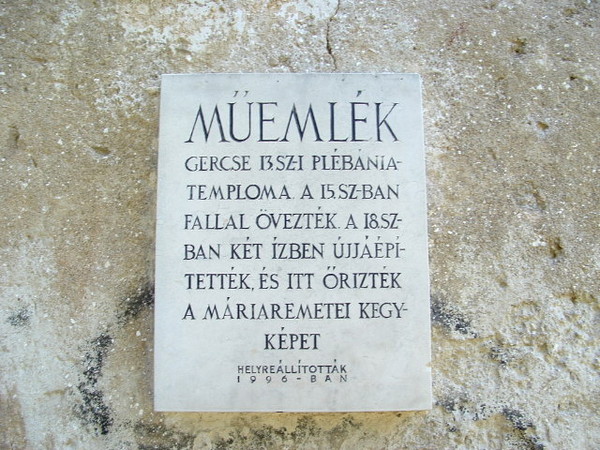 MŰEMLÉK
GERCSE 13.SZ-I PLÉBÁNIA-
TEMPLOMA. A 15.SZ-BAN
FALLAL ÖVEZTÉK. A 18.SZ-
BAN KÉT ÍZBEN ÚJJÁÉPÍ-
TETTÉK, ÉS ITT ŐRIZTÉK
A MÁRIAREMETEI KEGY-
KÉPET
HELYREÁLLÍTOTTÁK
1996-BAN